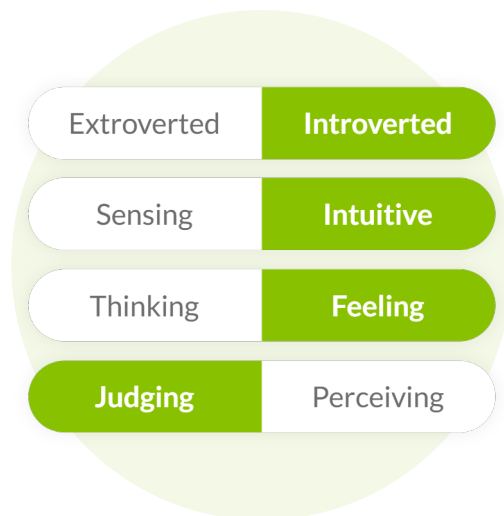 Extroverted Introverted
Sensing Intuitive
Thinking Feeling
Judging Perceiving